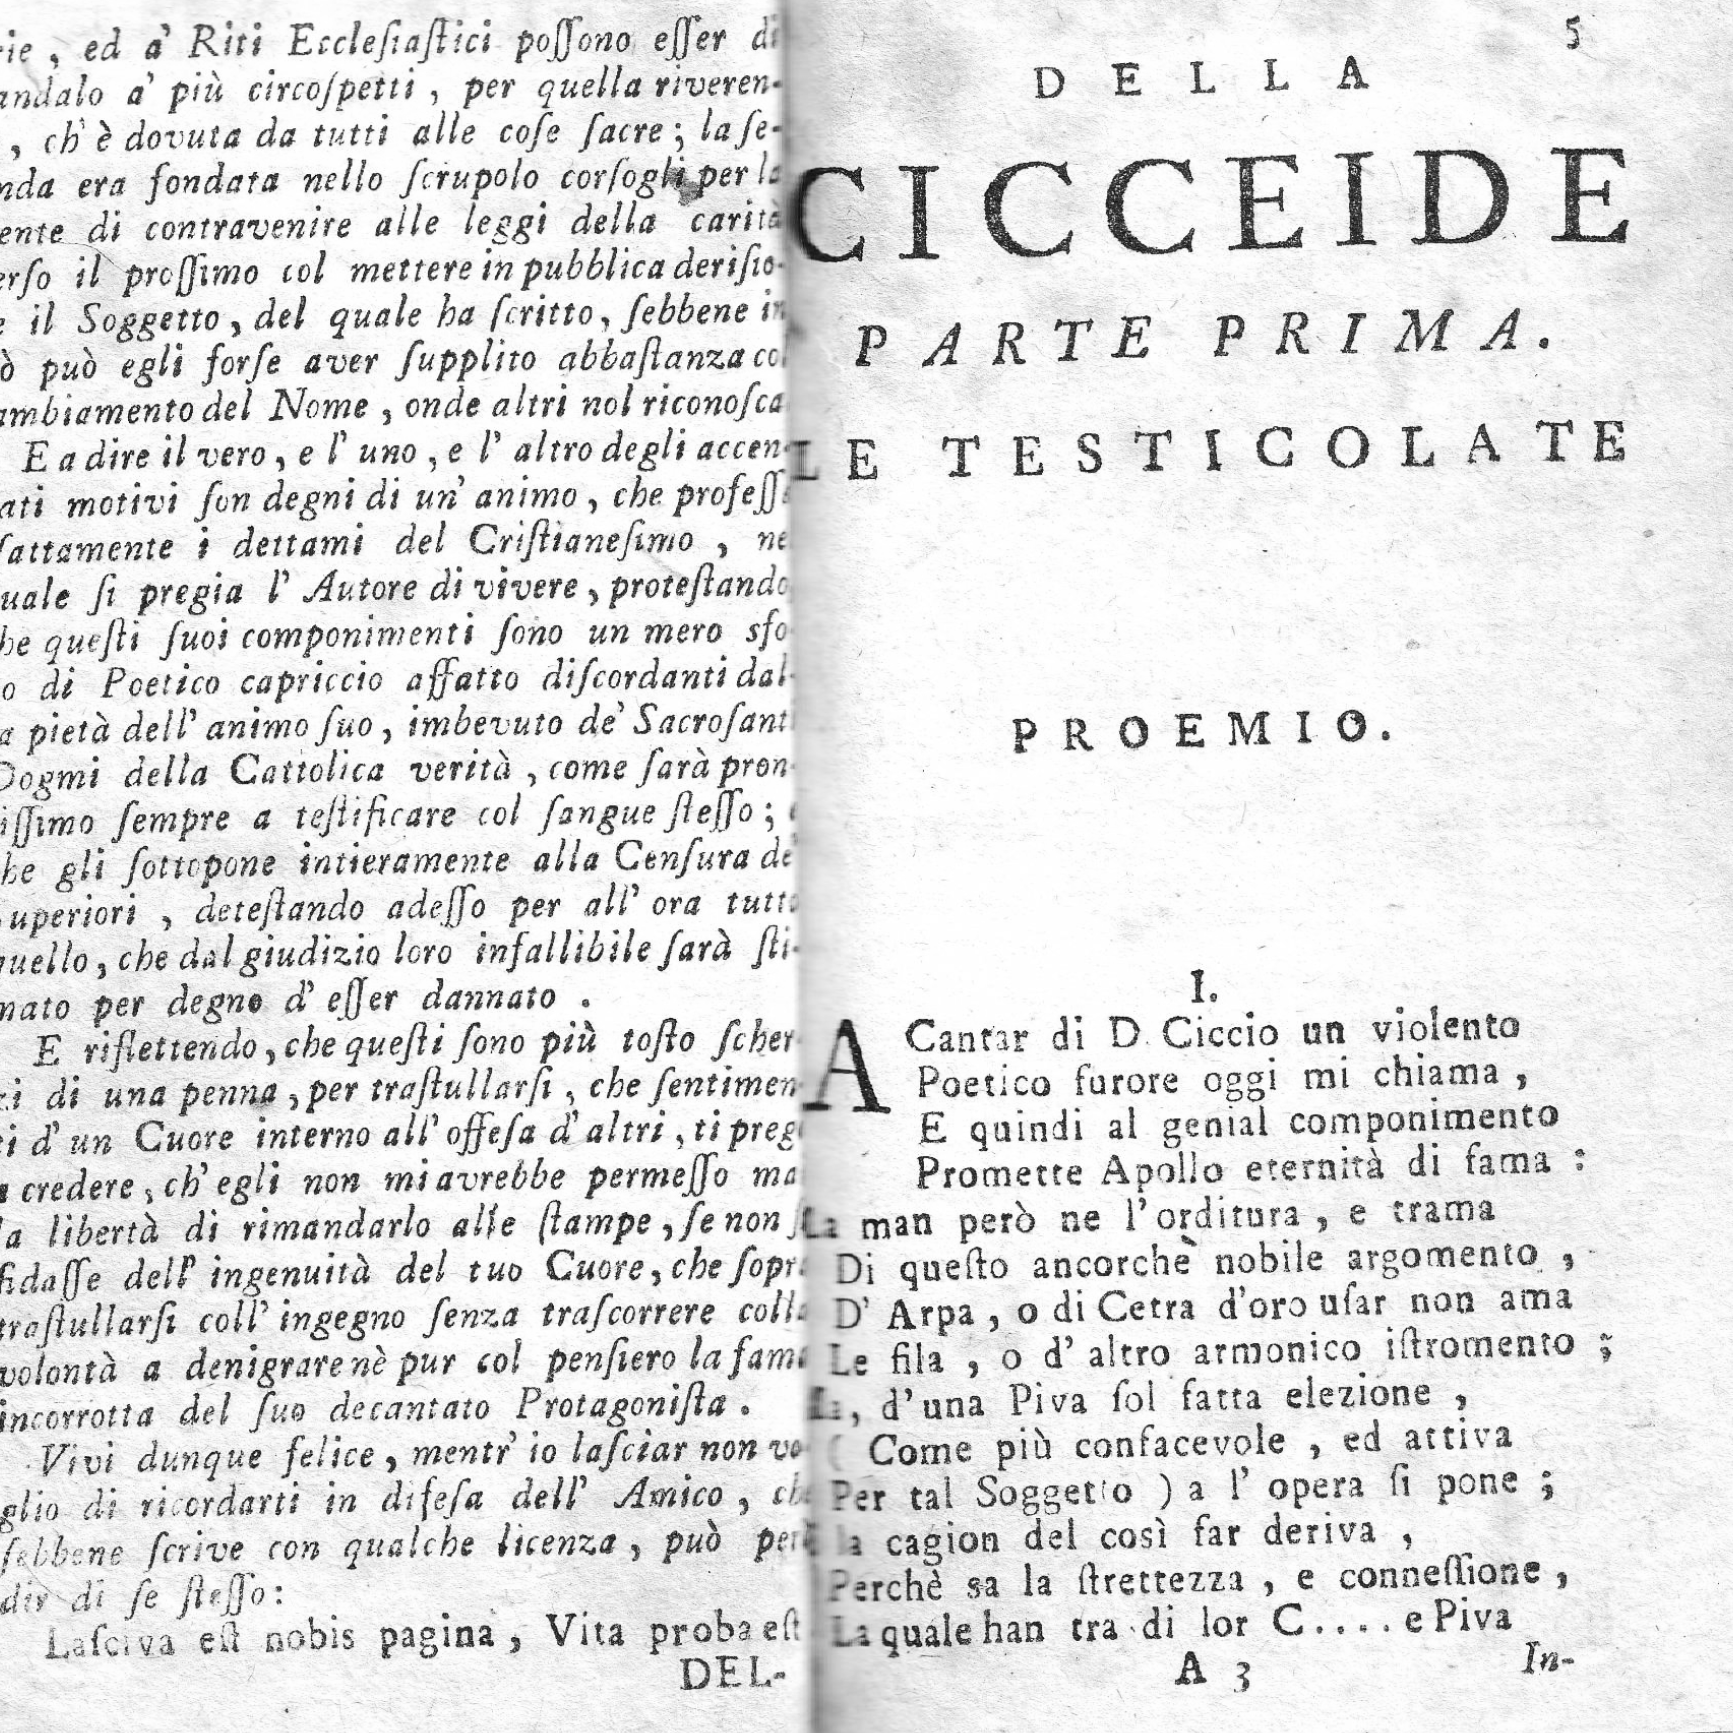 rie, ed a' Riti Eccleſiaſtici poſſono eſſer di
andalo a' più circoſpetti, per quella riveren-
, ch' è dovuta da tutti alle coſe ſacre; la ſe-
nda era fondata nello ſcrupolo corſogli per la
ente di contravenire alle leggi della carità
erſo il proſſimo col mettere in pubblica deriſio-
e il Soggetto, del quale ha ſcritto, ſebbene in
ò può egli forſe aver ſupplito abbaſtanza col
ambiamento del Nome, onde altri nol riconoſca
E a dire il vero, e l' uno, e l' altro degli accen-
ati motivi ſon degni di un' animo, che profeſſ
ſattamente i dettami del Criſtianeſimo, ne
uale ſi pregia l' Autore di vivere, proteſtando
he queſti ſuoi componimenti ſono un mero sfo
o di Poetico capriccio affatto diſcordanti dal-
a pietà dell' animo ſuo, imbevuto de' Sacroſant
Dogmi della Cattolica verità, come ſarà pron-
iſſimo ſempre a teſtificare col ſangue ſteſſo;
he gli ſottopone intieramente alla Cenſura de'
uperiori, deteſtando adeſſo per all' ora tutto
quello, che dal giudizio loro infallibile ſarà ſti-
mato per degno d' eſſer dannato.
E riflettendo, che queſti ſono più toſto ſcher-
zi di una penna, per traſtullarſi, che ſentimen-
ti d' un Cuore interno all' offeſa d' altri, ti preg
a credere, ch' egli non mi avrebbe permeſſo ma
la libertà di rimandarlo alle ſtampe, ſe non ſi
fidaſſe dell' ingenuità del tuo Cuore, che ſopra
traſtullarſi coll' ingegno ſenza traſcorrere colla
volontà a denigrare nè pur col penſiero la fama
incorrotta del ſuo decantato Protagoniſta.
Vivi dunque felice, mentr' io laſciar non vo-
glio di ricordarti in difeſa dell' Amico, che
ſebbene ſcrive con qualche licenza, può però
dir di ſe ſteſſo:
Laſciva eſt nobis pagina, Vita proba eſt
DEL-
5
DELLA
CICCEIDE
PARTE PRIMA.
LE TESTICOLATE
PROEMIO.
I.
A Cantar di D. Ciccio un violento
Poetico furore oggi mi chiama,
E quindi al genial componimento
Promette Apollo eternità di fama:
La man però ne l'orditura, e trama
Di queſto ancorchè nobile argomento,
D' Arpa, o di Cetra d'oro uſar non ama
Le fila, o d' altro armonico iſtromento;
Ma, d'una Piva ſol fatta elezione,
( Come più confacevole, ed attiva
Per tal Soggetto ) a l' opera ſi pone;
la cagion del così far deriva,
Perchè sa la ſtrettezza, e conneſſione,
La quale han tra di lor C.... e Piva
A 3
In-